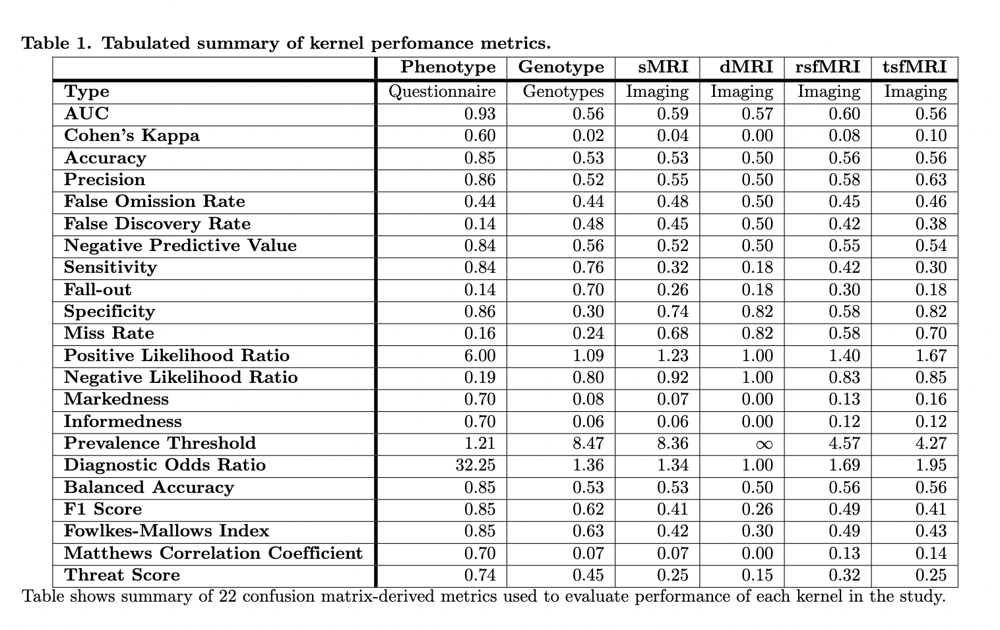 Table 1. Tabulated summary of kernel perfomance metrics.
Phenotype Genotype sMRI dMRI rsfMRI tsfMRI
Type Questionnaire Genotypes Imaging Imaging Imaging Imaging
AUC 0.93 0.56 0.59 0.57 0.60 0.56
Cohen's Kappa 0.60 0.02 0.04 0.00 0.08 0.10
Accuracy 0.85 0.53 0.53 0.50 0.56 0.56
Precision 0.86 0.52 0.55 0.50 0.58 0.63
False Omission Rate 0.44 0.44 0.48 0.50 0.45 0.46
False Discovery Rate 0.14 0.48 0.45 0.50 0.42 0.38
Negative Predictive Value 0.84 0.56 0.52 0.50 0.55 0.54
Sensitivity 0.84 0.76 0.32 0.18 0.42 0.30
Fall-out 0.14 0.70 0.26 0.18 0.30 0.18
Specificity 0.86 0.30 0.74 0.82 0.58 0.82
Miss Rate 0.16 0.24 0.68 0.82 0.58 0.70
Positive Likelihood Ratio 6.00 1.09 1.23 1.00 1.40 1.67
Negative Likelihood Ratio 0.19 0.80 0.92 1.00 0.83 0.85
Markedness 0.70 0.08 0.07 0.00 0.13 0.16
Informedness 0.70 0.06 0.06 0.00 0.12 0.12
Prevalence Threshold 1.21 8.47 8.36 ∞ 4.57 4.27
Diagnostic Odds Ratio 32.25 1.36 1.34 1.00 1.69 1.95
Balanced Accuracy 0.85 0.53 0.53 0.50 0.56 0.56
F1 Score 0.85 0.62 0.41 0.26 0.49 0.41
Fowlkes-Mallows Index 0.85 0.63 0.42 0.30 0.49 0.43
Matthews Correlation Coefficient 0.70 0.07 0.07 0.00 0.13 0.14
Threat Score 0.74 0.45 0.25 0.15 0.32 0.25
Table shows summary of 22 confusion matrix-derived metrics used to evaluate performance of each kernel in the study.